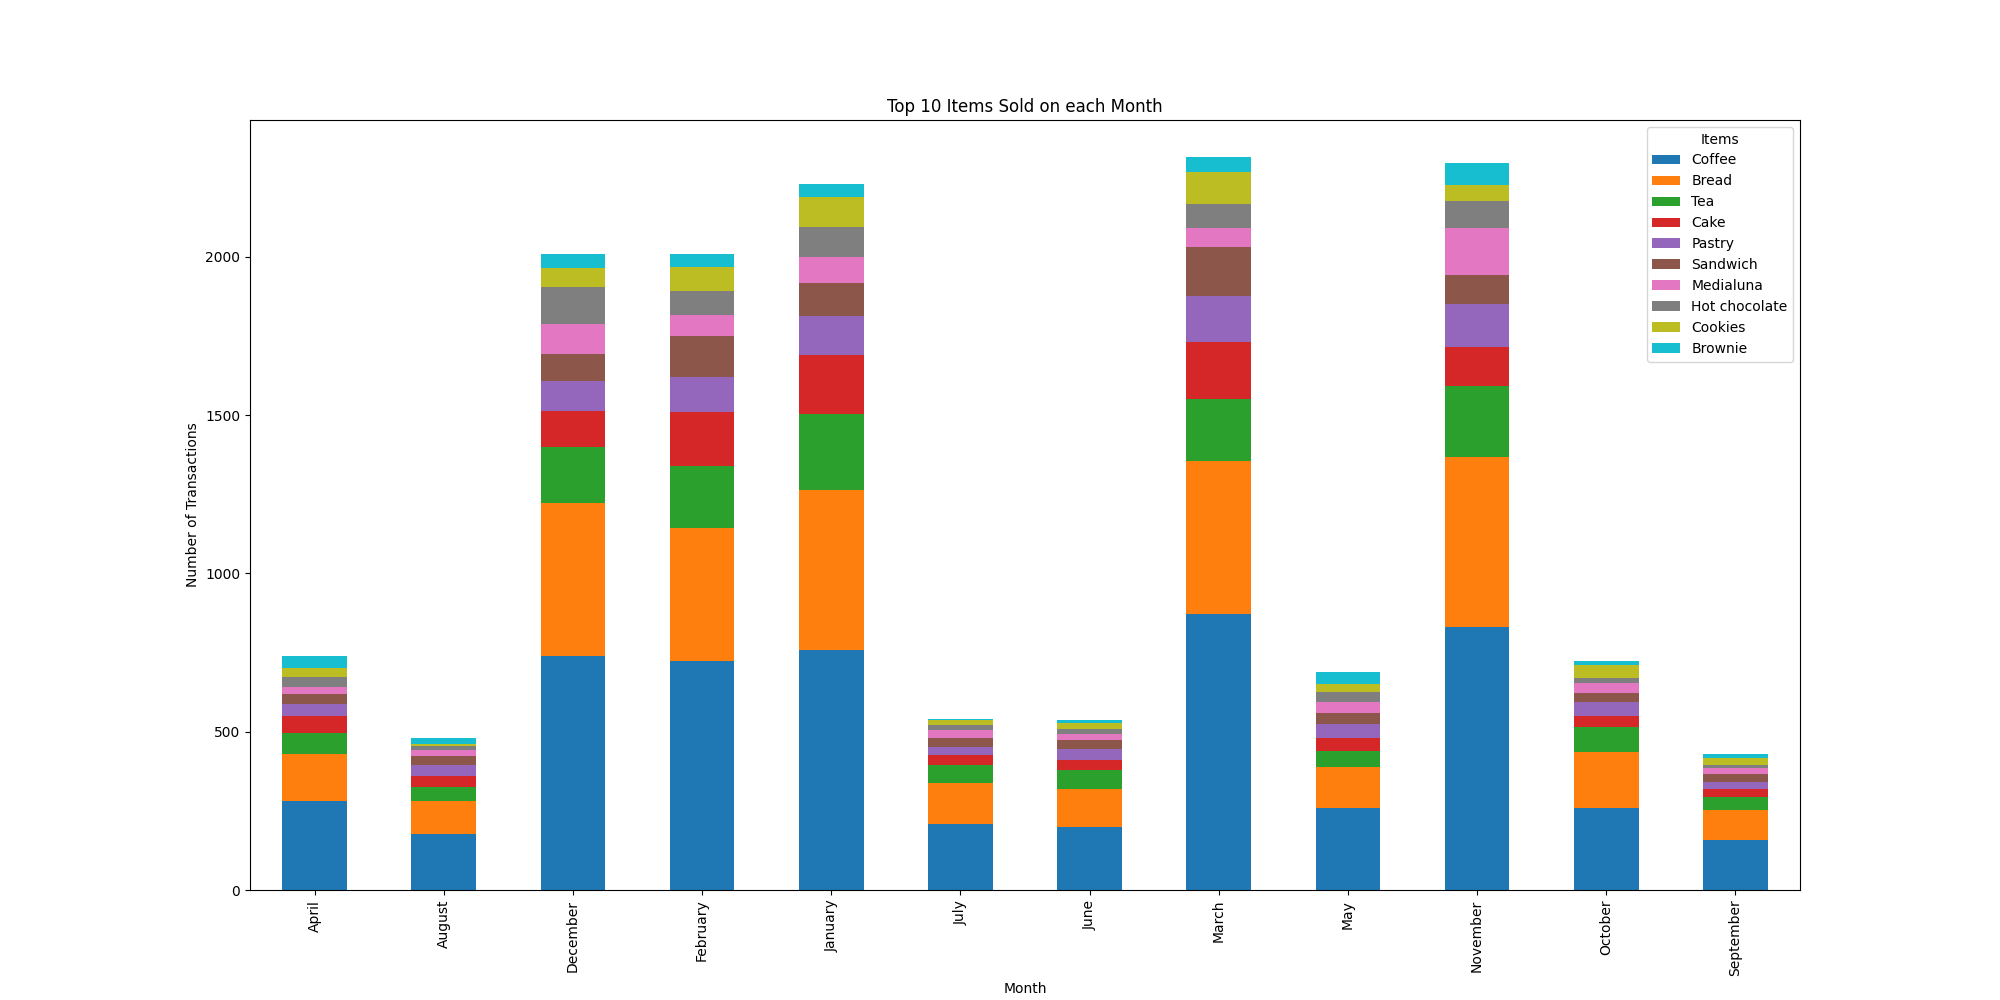 Top 10 Items Sold on each Month
Items
Coffee
Bread
Tea
Cake
Pastry
Sandwich
Medialuna
Hot chocolate
Cookies
Brownie
Number of Transactions
2000
1500
1000
500
0
April
August
December
February
January
July
June
March
May
November
October
September
Month